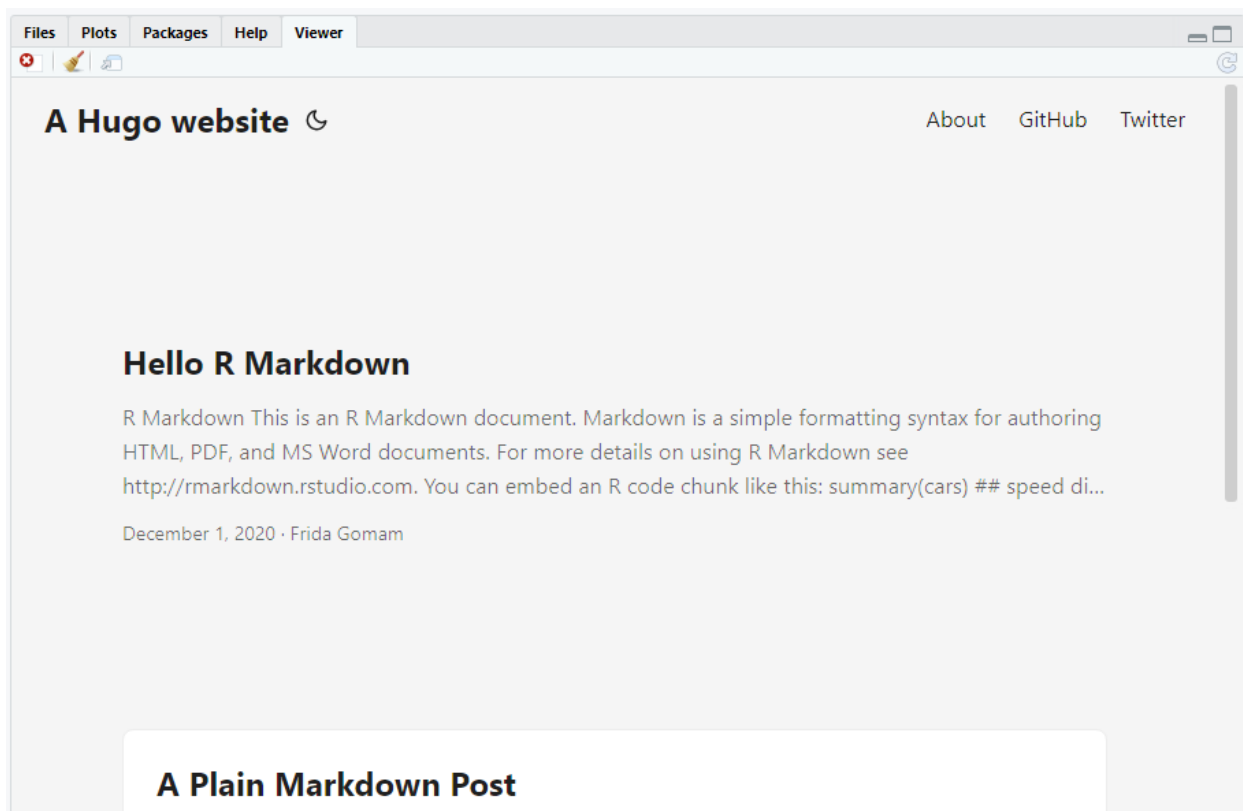 Files Plots Packages Help Viewer
A Hugo website About GitHub Twitter
Hello R Markdown
R Markdown This is an R Markdown document. Markdown is a simple formatting syntax for authoring
HTML, PDF, and MS Word documents. For more details on using R Markdown see
http://rmarkdown.rstudio.com. You can embed an R code chunk like this: summary(cars) ## speed di...
December 1, 2020 · Frida Gomam
A Plain Markdown Post